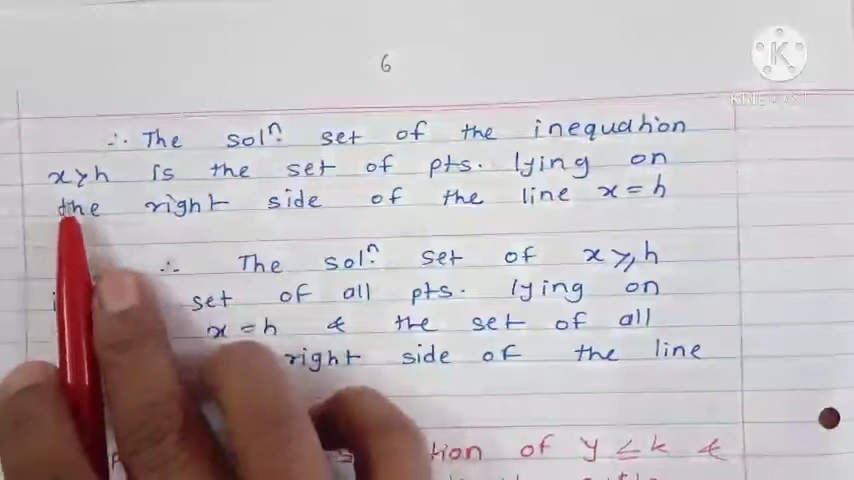 6
KINEMASTER
∴ The solⁿ. set of the inequation
x>h is the set of pts. lying on
the right side of the line x=h
∴ The solⁿ. set of x≥h
set of all pts. lying on
x=h & the set of all
right side of the line
tion of y≤k &